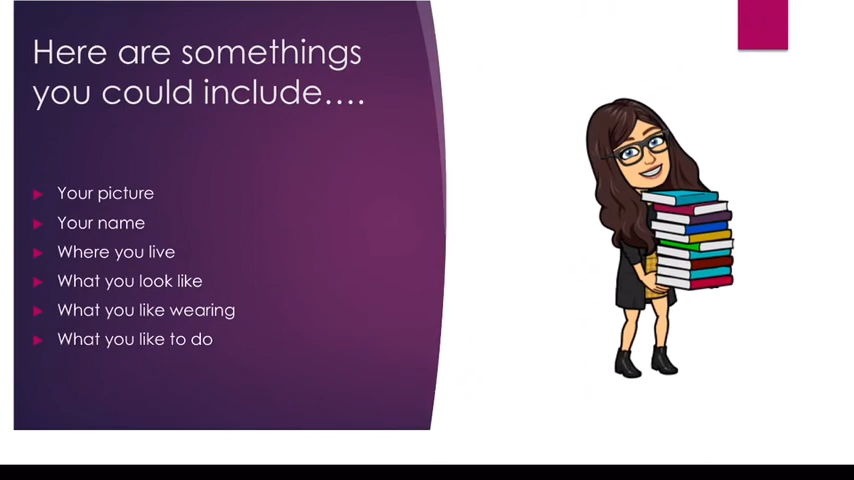 Here are somethings
you could include....
Your picture
Your name
Where you live
What you look like
What you like wearing
What you like to do